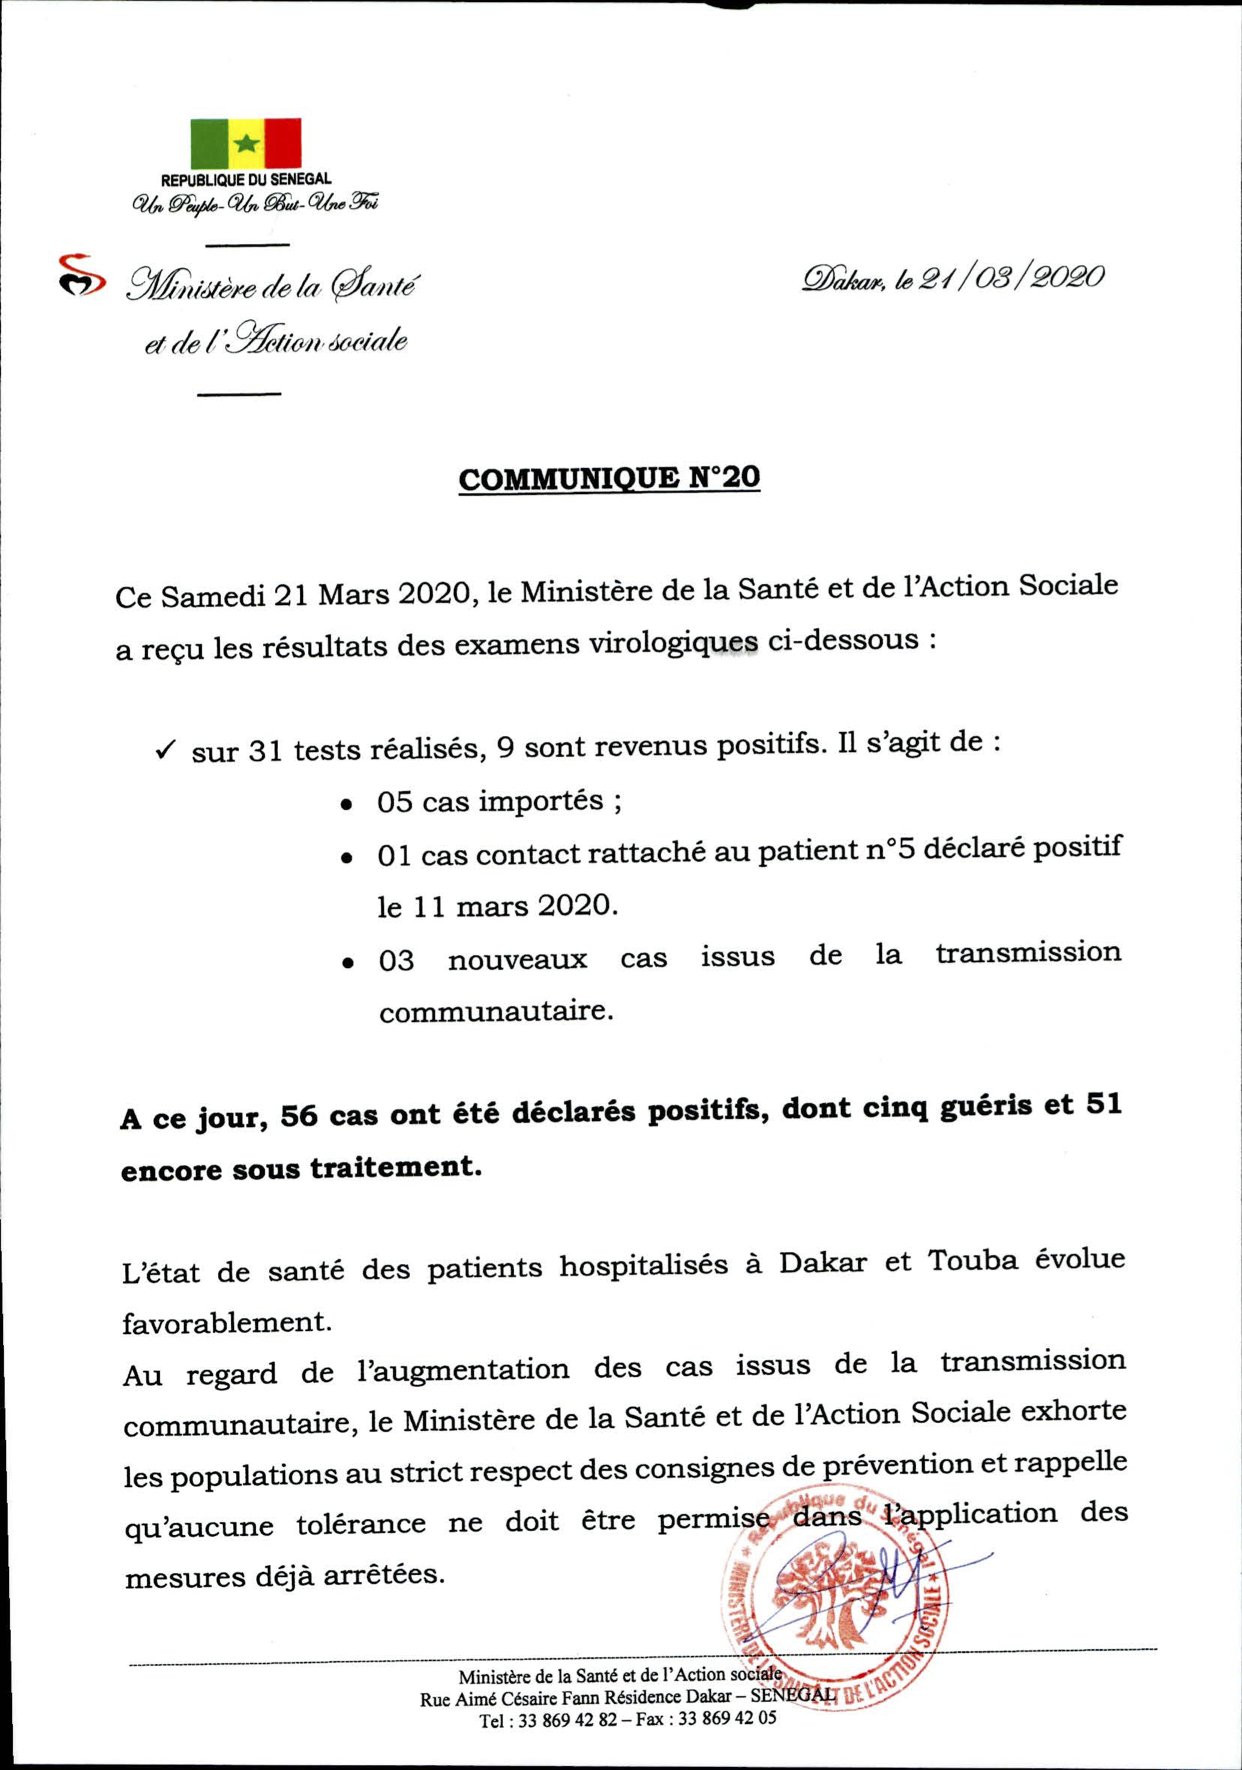 REPUBLIQUE DU SENEGAL
Un Peuple-Un But-Une Foi
Ministère de la Santé
et de l'Action sociale
Dakar, le 21/03/2020
COMMUNIQUE N°20
Ce Samedi 21 Mars 2020, le Ministère de la Santé et de l'Action Sociale
a reçu les résultats des examens virologiques ci-dessous :
✓ sur 31 tests réalisés, 9 sont revenus positifs. Il s'agit de :
• 05 cas importés ;
• 01 cas contact rattaché au patient n°5 déclaré positif
le 11 mars 2020.
• 03 nouveaux cas issus de la transmission
communautaire.
A ce jour, 56 cas ont été déclarés positifs, dont cinq guéris et 51
encore sous traitement.
L'état de santé des patients hospitalisés à Dakar et Touba évolue
favorablement.
Au regard de l'augmentation des cas issus de la transmission
communautaire, le Ministère de la Santé et de l'Action Sociale exhorte
les populations au strict respect des consignes de prévention et rappelle
qu'aucune tolérance ne doit être permise dans l'application des
mesures déjà arrêtées.
République du Sénégal
MINISTERE DE LA SANTE ET DE L'ACTION SOCIALE
Ministère de la Santé et de l'Action sociale
Rue Aimé Césaire Fann Résidence Dakar – SENEGAL
Tel : 33 869 42 82 – Fax : 33 869 42 05